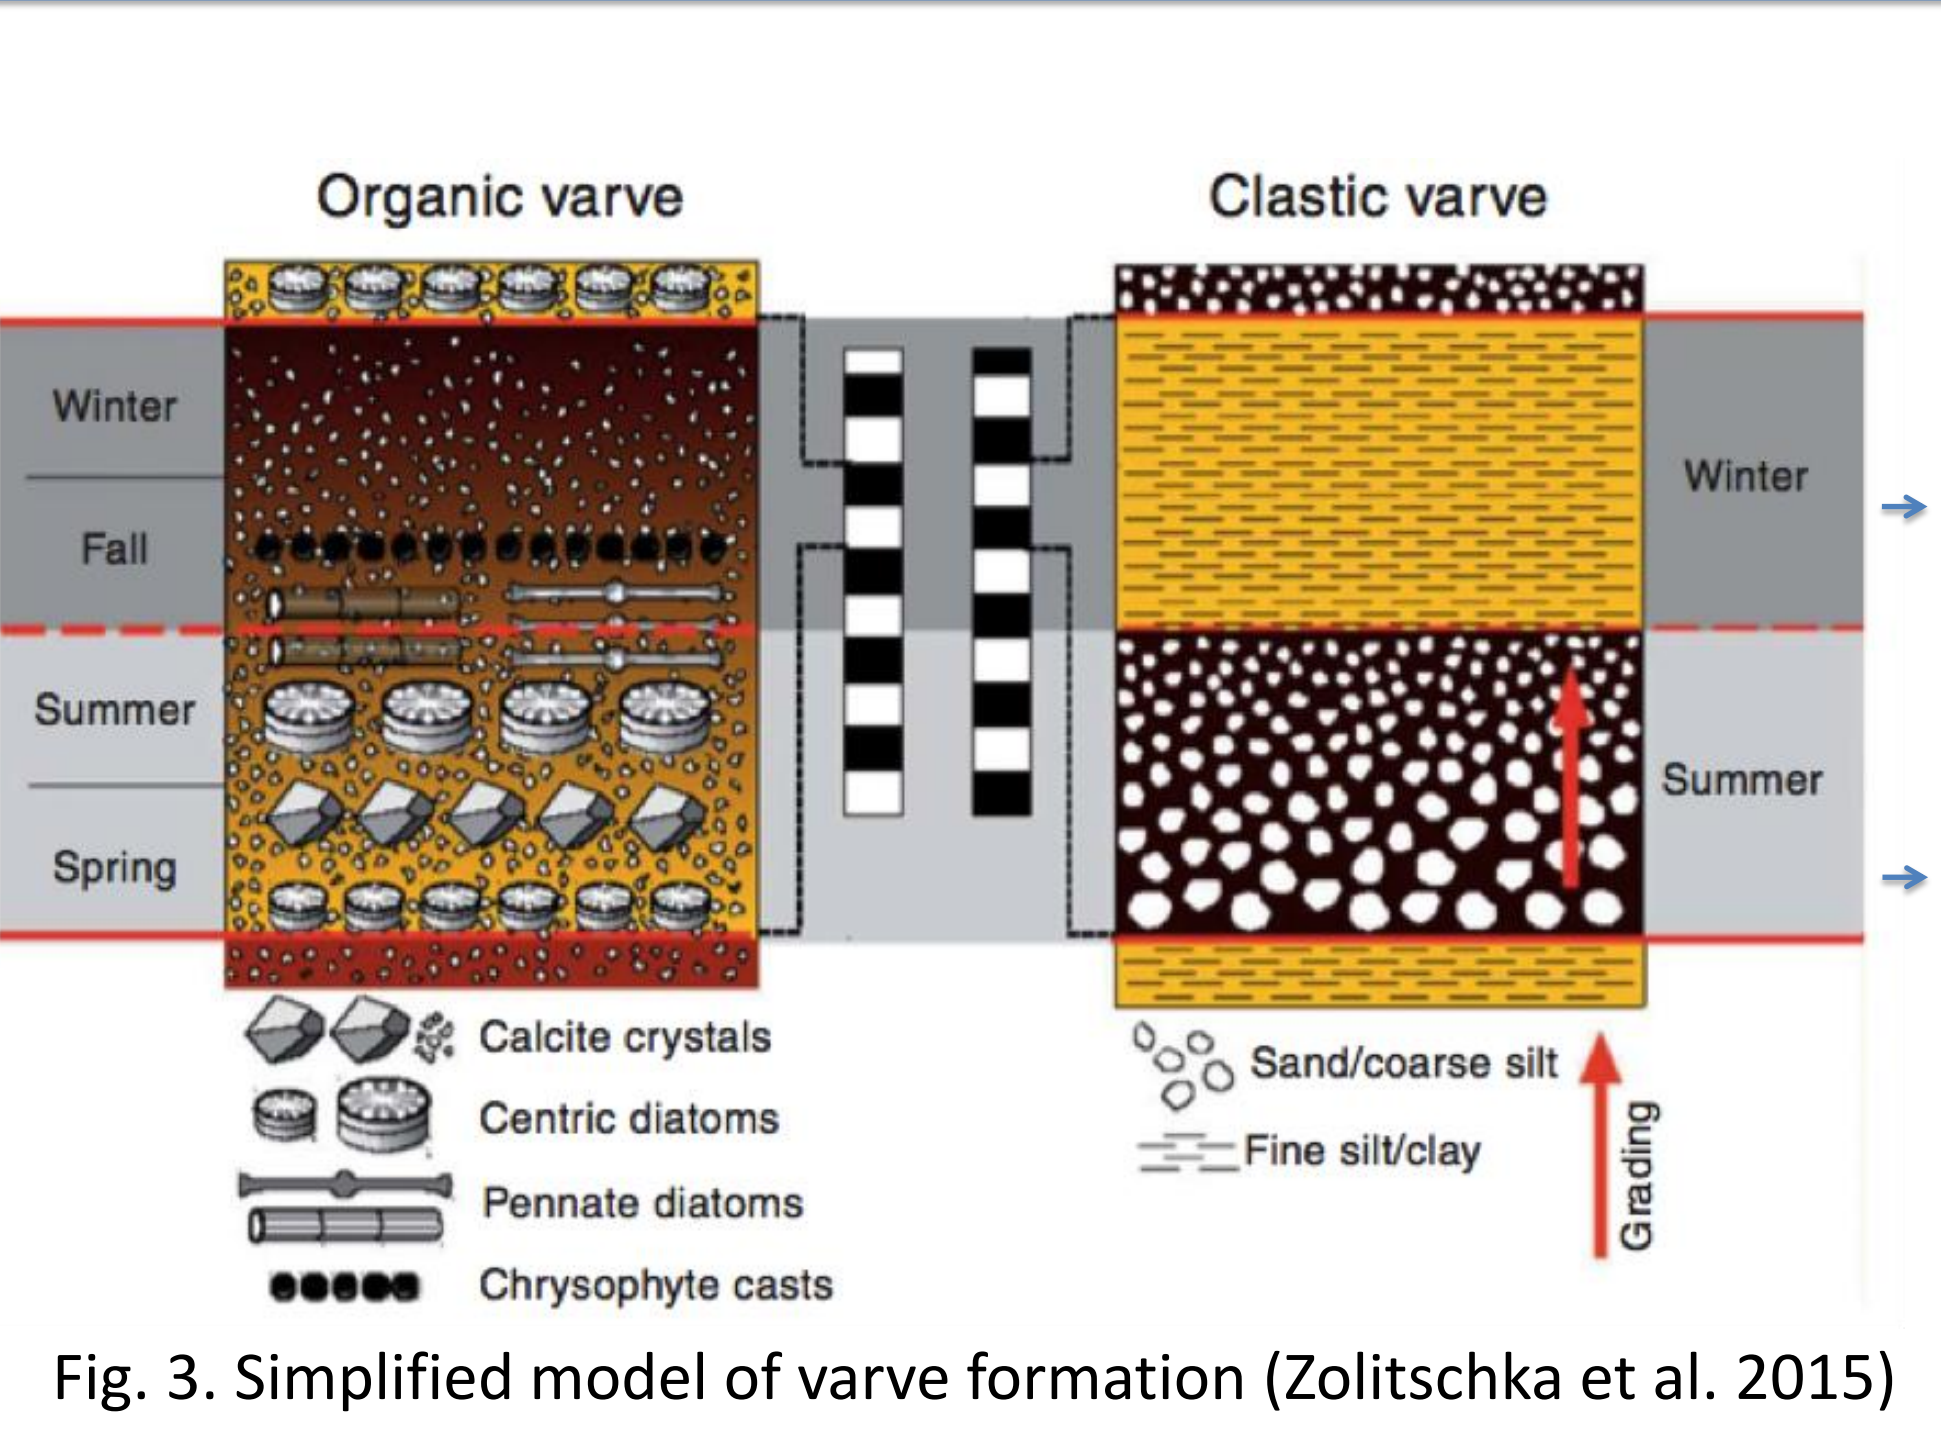 Organic varve
Clastic varve
Winter
Fall
Summer
Spring
Winter
Summer
Calcite crystals
Centric diatoms
Pennate diatoms
Chrysophyte casts
Sand/coarse silt
Fine silt/clay
Grading
Fig. 3. Simplified model of varve formation (Zolitschka et al. 2015)